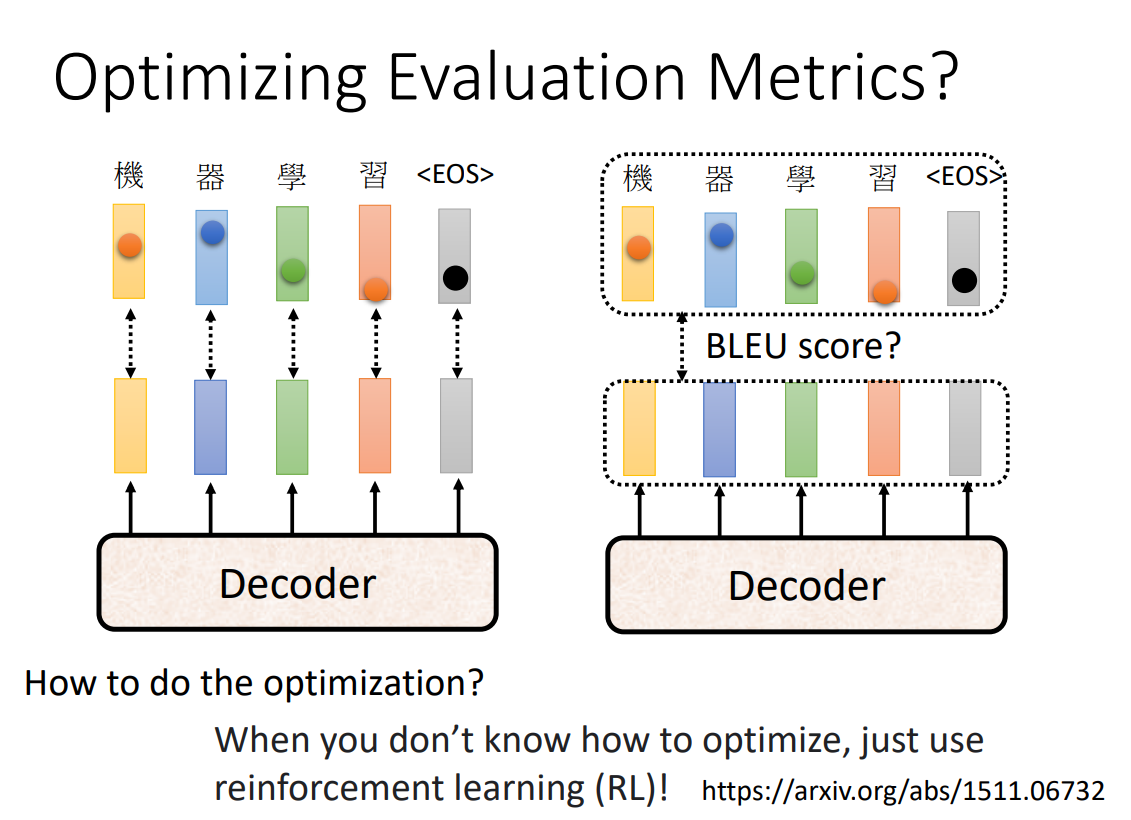 Optimizing Evaluation Metrics?
機 器 學 習 <EOS>
機 器 學 習 <EOS>
BLEU score?
Decoder
Decoder
How to do the optimization?
When you don’t know how to optimize, just use
reinforcement learning (RL)! https://arxiv.org/abs/1511.06732